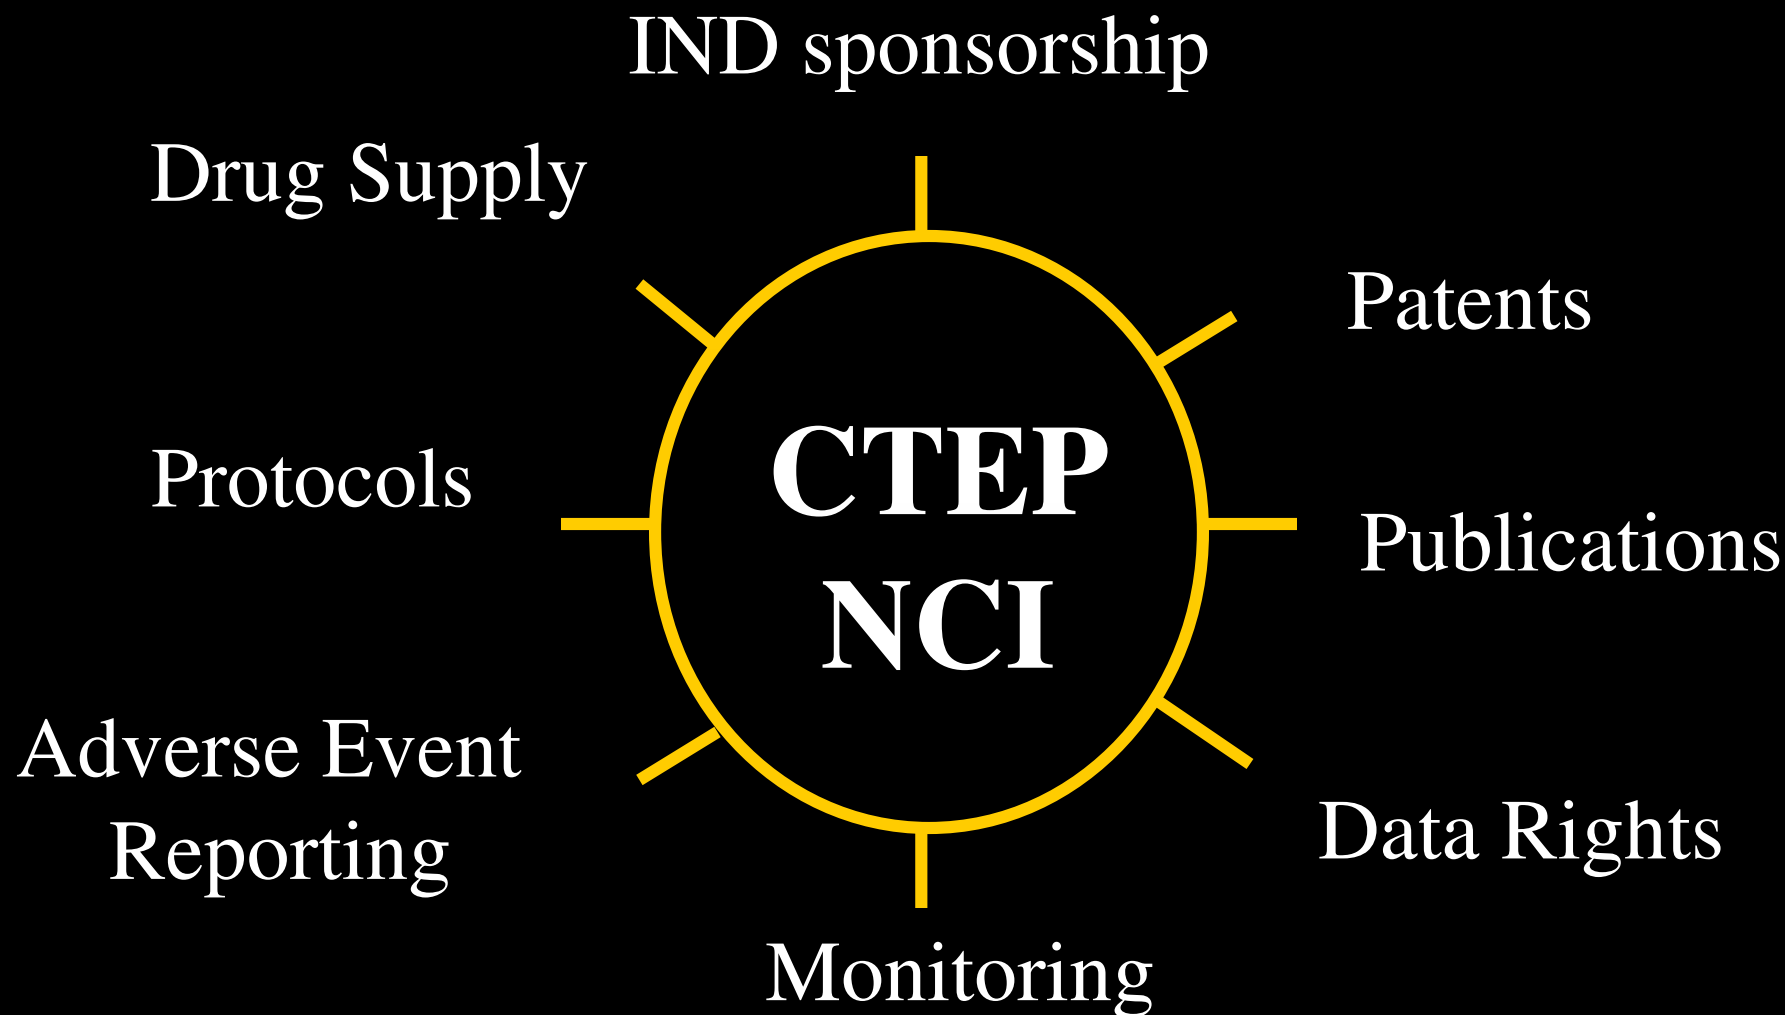 IND sponsorship
Drug Supply
Patents
Protocols
CTEP
NCI
Publications
Adverse Event
Reporting
Data Rights
Monitoring